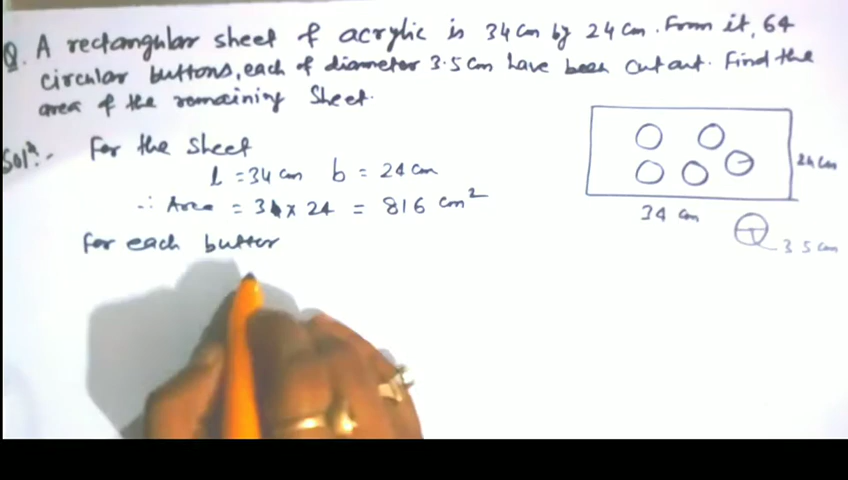 Q. A rectangular sheet of acrylic is 34 cm by 24 cm. From it, 64
circular buttons, each of diameter 3.5 cm have been cut out. Find the
area of the remaining sheet.
Solⁿ:- For the sheet
l = 34 cm b = 24 cm
∴ Area = 34 x 24 = 816 cm²
For each button
24 cm
34 cm
3.5 cm